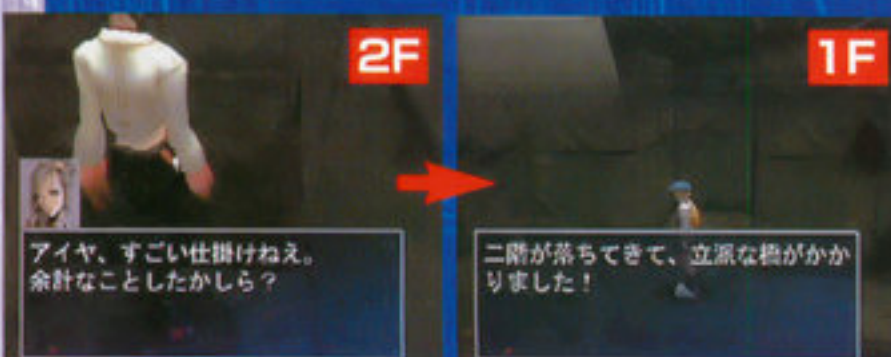 2F
アイヤ、すごい仕掛けねえ。
余計なことしたかしら?
1F
二階が落ちてきて、立派な橋がかか
りました!